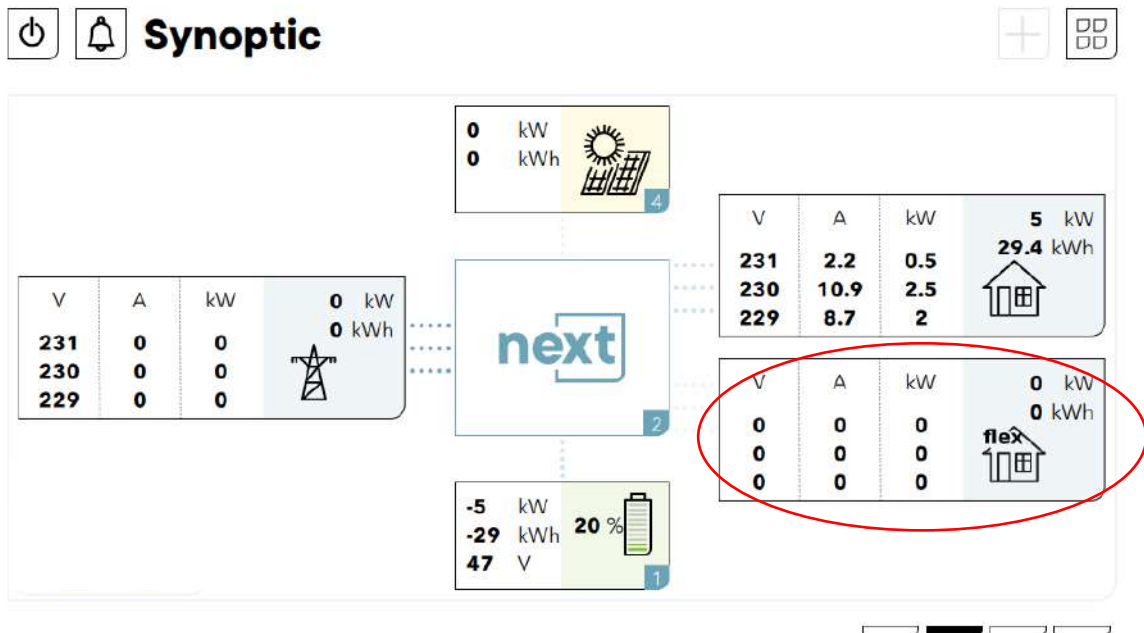 Synoptic
0 kW
0 kWh
4
V A kW 5 kW
29.4 kWh
231 2.2 0.5
230 10.9 2.5
229 8.7 2
V A kW 0 kW
0 kWh
231 0 0
230 0 0
229 0 0
next
2
V A kW 0 kW
0 kWh
0 0 0
flex
0 0 0
0 0 0
-5 kW
-29 kWh
47 V
20 %
1